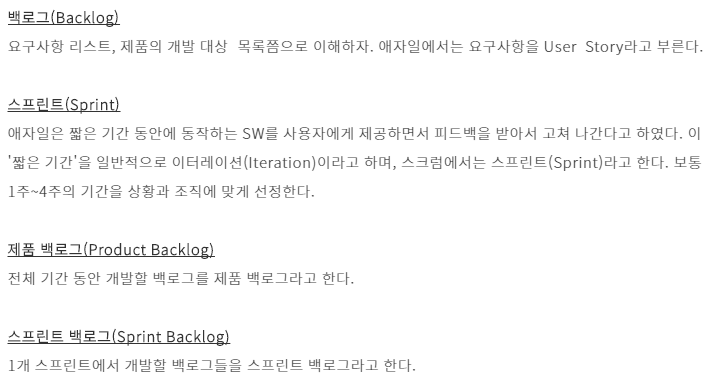 백로그(Backlog)
요구사항 리스트, 제품의 개발 대상 목록쯤으로 이해하자. 애자일에서는 요구사항을 User Story라고 부른다.
스프린트(Sprint)
애자일은 짧은 기간 동안에 동작하는 SW를 사용자에게 제공하면서 피드백을 받아서 고쳐 나간다고 하였다. 이
'짧은 기간'을 일반적으로 이터레이션(Iteration)이라고 하며, 스크럼에서는 스프린트(Sprint)라고 한다. 보통
1주~4주의 기간을 상황과 조직에 맞게 선정한다.
제품 백로그(Product Backlog)
전체 기간 동안 개발할 백로그를 제품 백로그라고 한다.
스프린트 백로그(Sprint Backlog)
1개 스프린트에서 개발할 백로그들을 스프린트 백로그라고 한다.